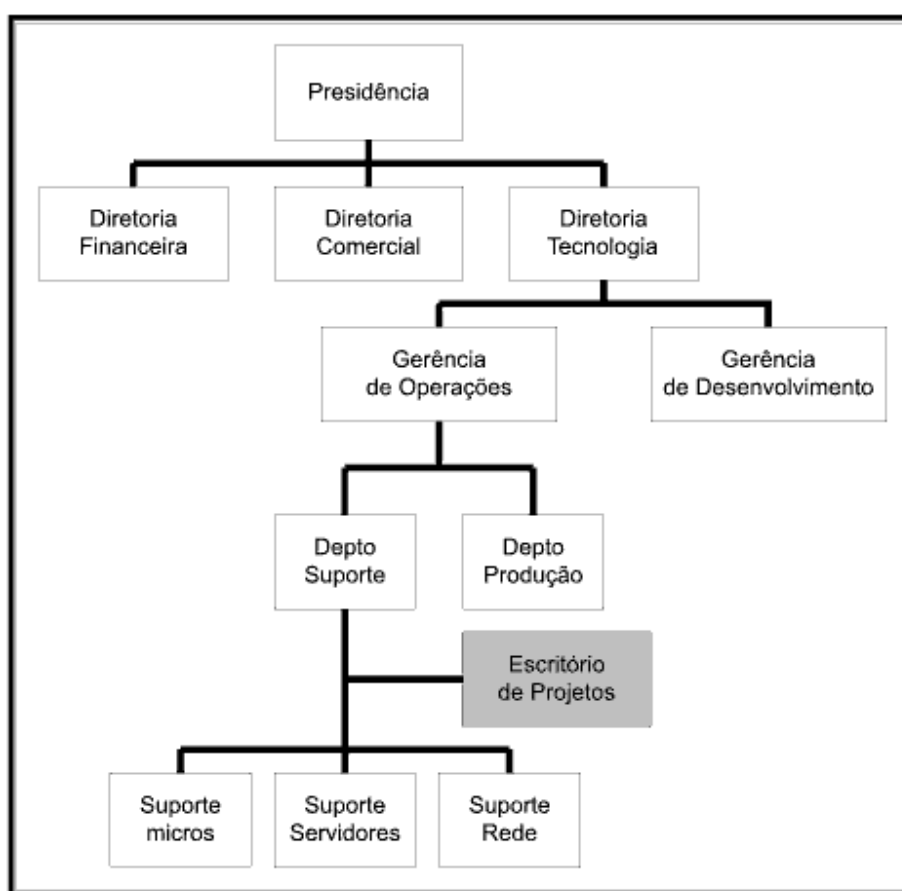 Presidência
Diretoria
Financeira
Diretoria
Comercial
Diretoria
Tecnologia
Gerência
de Operações
Gerência
de Desenvolvimento
Depto
Suporte
Depto
Produção
Escritório
de Projetos
Suporte
micros
Suporte
Servidores
Suporte
Rede